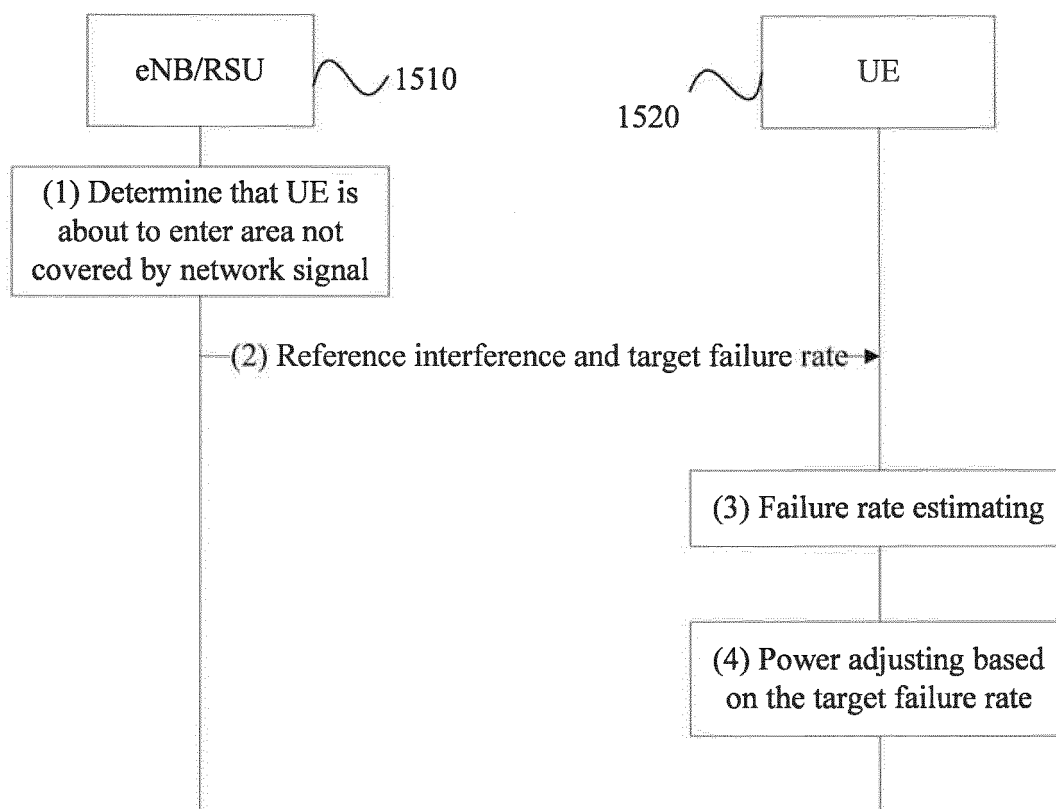 eNB/RSU
1510
UE
1520
(1) Determine that UE is
about to enter area not
covered by network signal
(2) Reference interference and target failure rate
(3) Failure rate estimating
(4) Power adjusting based
on the target failure rate